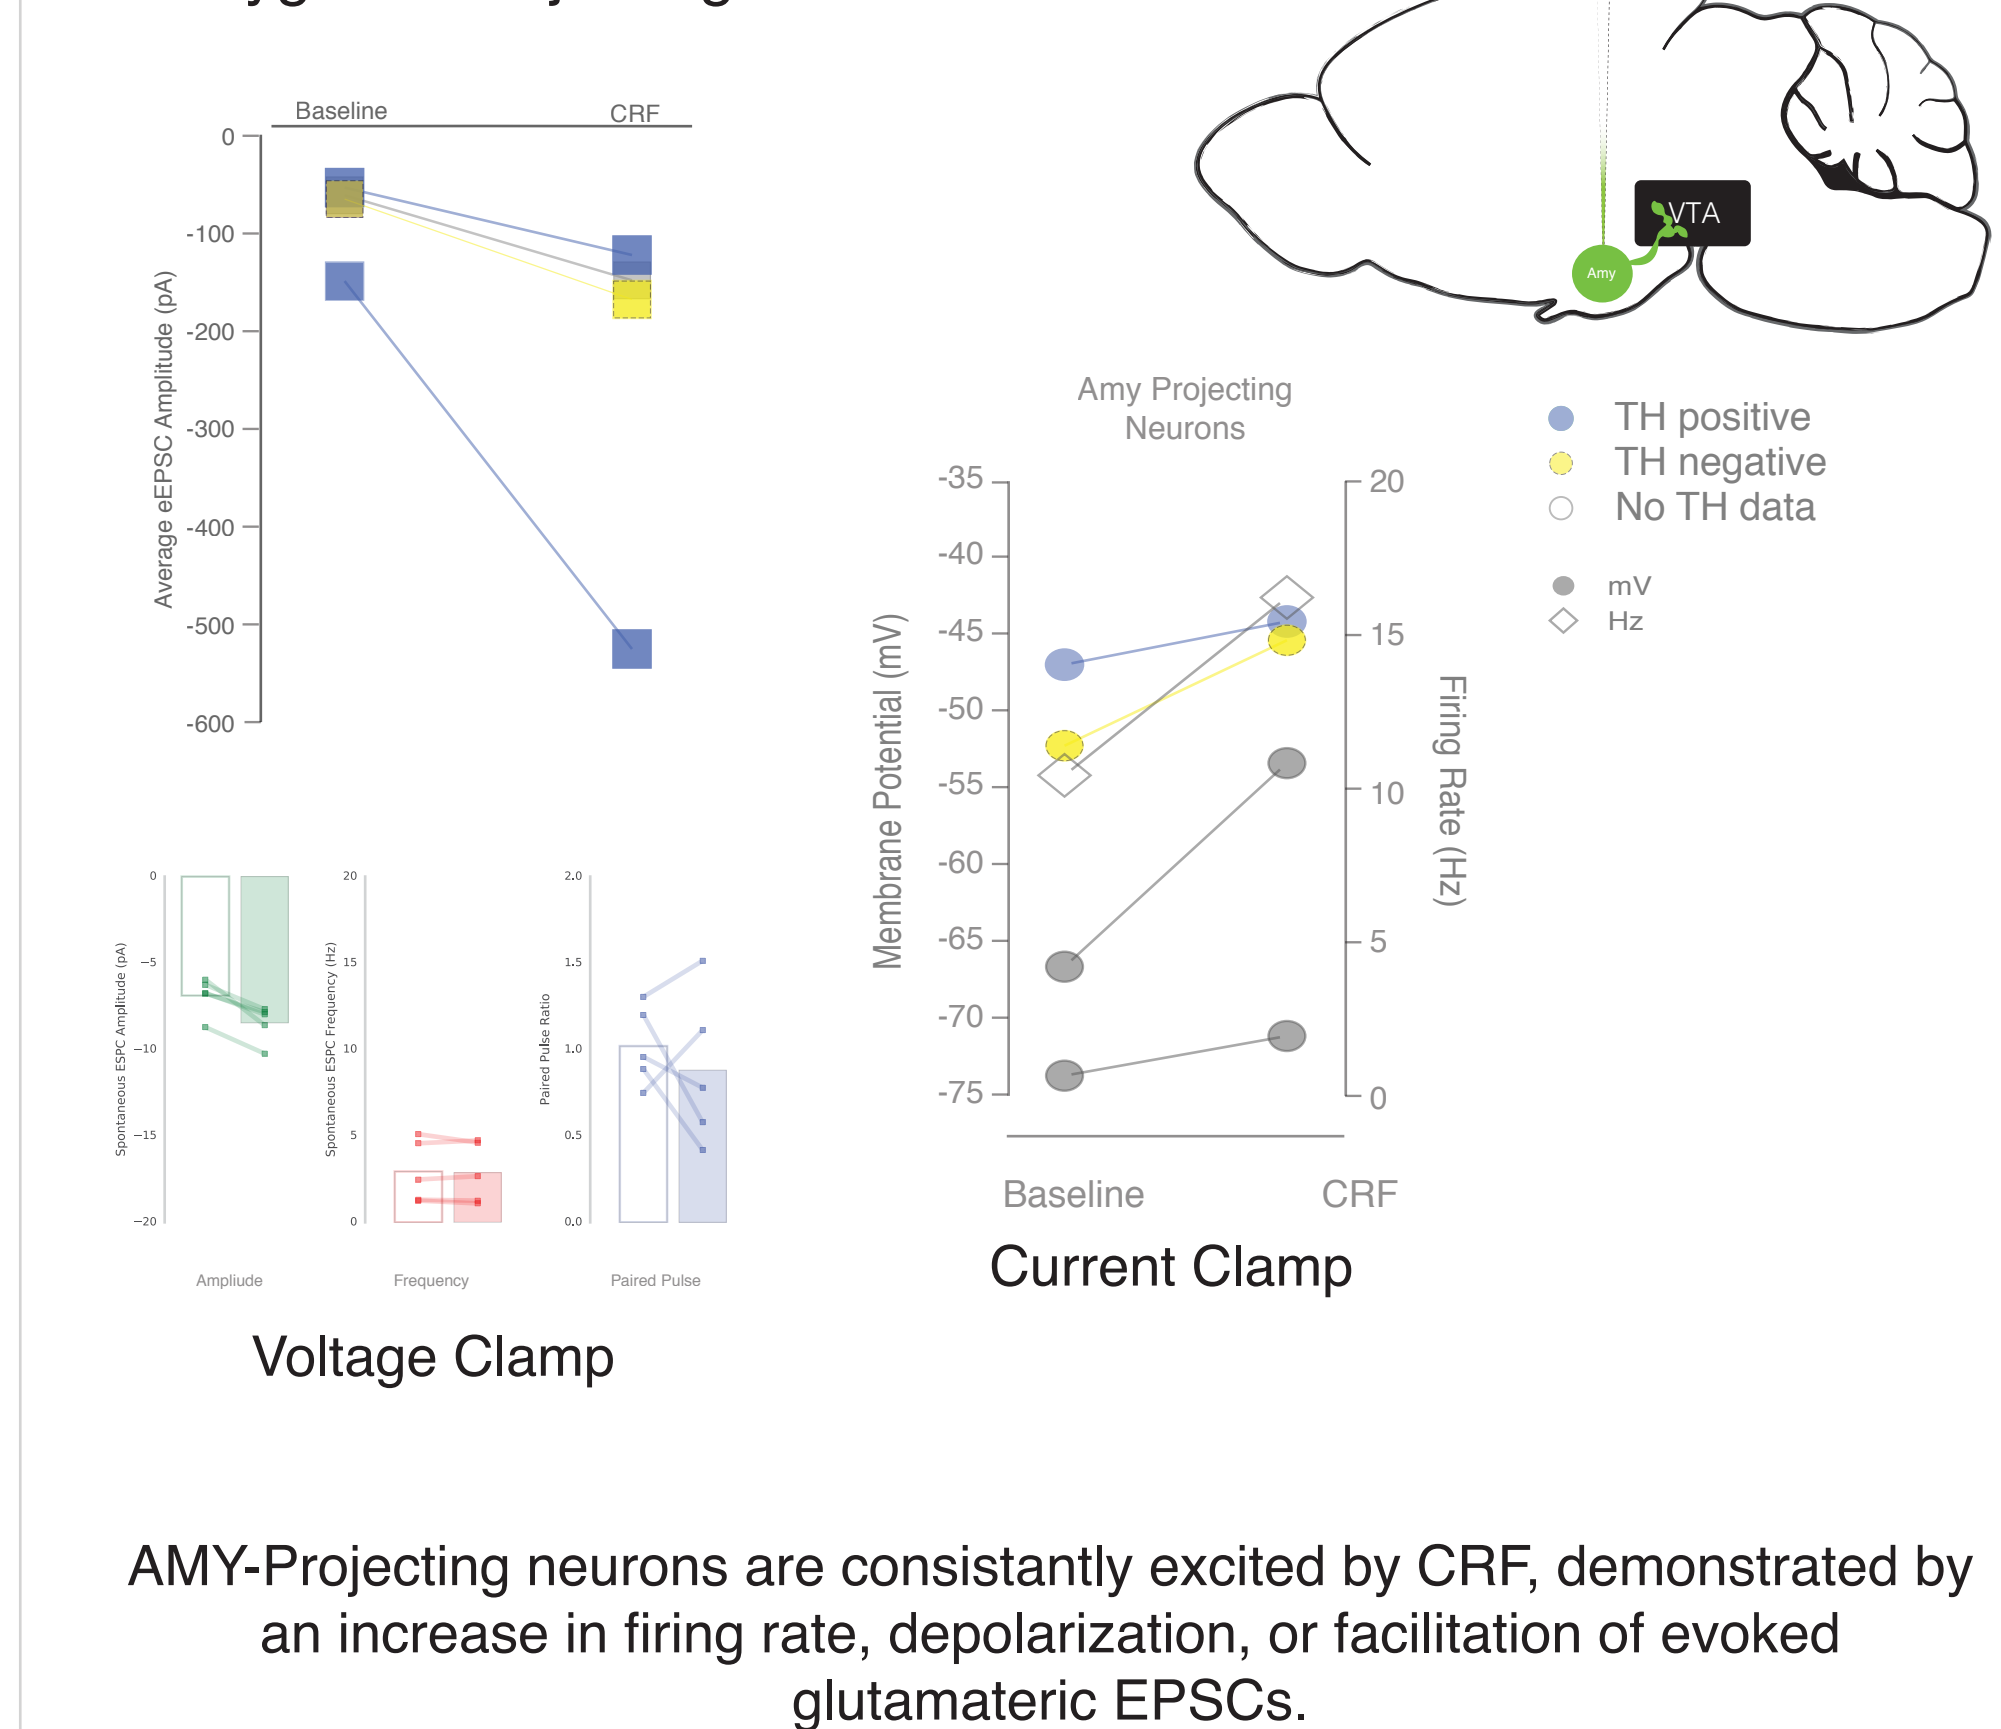 Baseline
CRF
0
-100
-200
-300
-400
-500
-600
Average eEPSC Amplitude (pA)
VTA
Amy
Amy Projecting
Neurons
TH positive
TH negative
No TH data
mV
Hz
-35
-40
-45
-50
-55
-60
-65
-70
-75
Membrane Potential (mV)
20
15
10
5
0
Firing Rate (Hz)
Baseline
CRF
Current Clamp
0
−5
−10
−15
−20
Spontaneous ESPC Amplitude (pA)
Ampliude
20
15
10
5
0
Spontaneous ESPC Frequency (Hz)
Frequency
2.0
1.5
1.0
0.5
0.0
Paired Pulse Ratio
Paired Pulse
Voltage Clamp
AMY-Projecting neurons are consistantly excited by CRF, demonstrated by
an increase in firing rate, depolarization, or facilitation of evoked
glutamateric EPSCs.